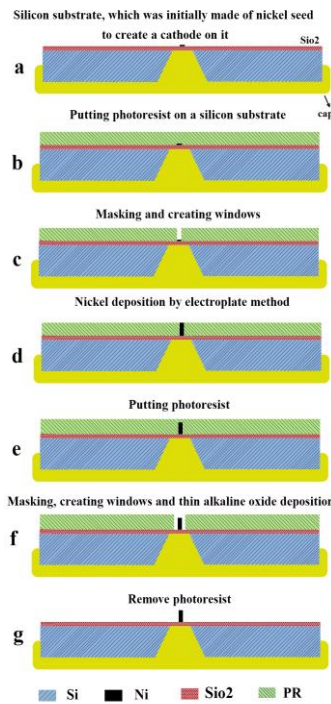 Silicon substrate, which was initially made of nickel seed
to create a cathode on it
Sio2
a
cap
Putting photoresist on a silicon substrate
b
Masking and creating windows
c
Nickel deposition by electroplate method
d
Putting photoresist
e
Masking, creating windows and thin alkaline oxide deposition
f
Remove photoresist
g
Si Ni Sio2 PR